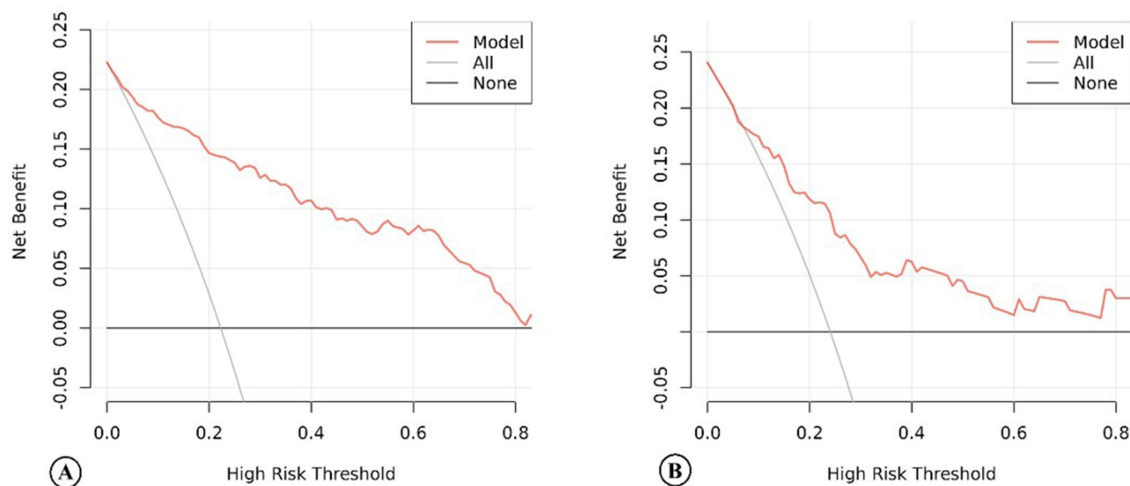 0.25
0.20
0.15
0.10
0.05
0.00
-0.05
Net Benefit
Model
All
None
0.0 0.2 0.4 0.6 0.8
High Risk Threshold
A
0.25
0.20
0.15
0.10
0.05
-0.05
Net Benefit
Model
All
None
0.0 0.2 0.4 0.6 0.8
High Risk Threshold
B